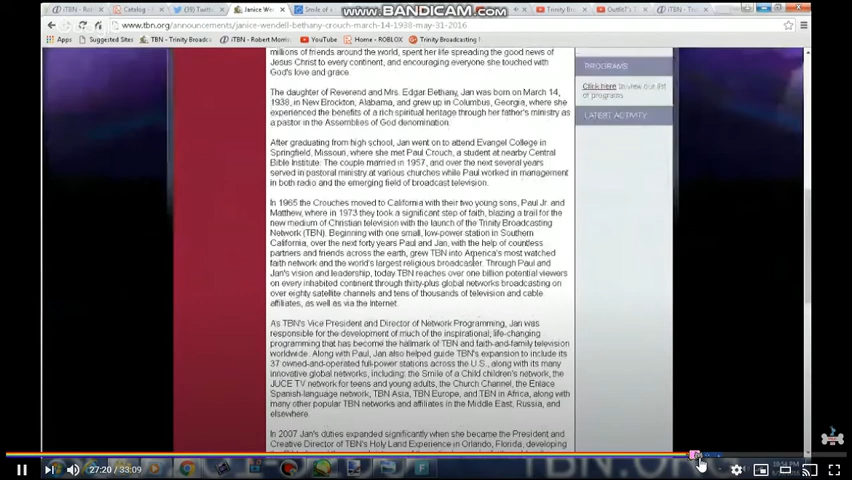 WWW.BANDICAM.COM
iTBN - R
Catalog
(13) Twitter
Janice Wendell
Smile of a
Trinity Bro
iTBN -
www.tbn.org/announcements/janice-wendell-bethany-crouch-march-14-1938-may-31-2016
Apps Suggested Sites TBN - Trinity Broadc iTBN - Robert Morris YouTube Home - ROBLOX Trinity Broadcasting
millions of friends around the world, spent her life spreading the good news of
Jesus Christ to every continent, and encouraging everyone she touched with
God's love and grace.
The daughter of Reverend and Mrs. Edgar Bethany, Jan was born on March 14,
1938, in New Brockton, Alabama, and grew up in Columbus, Georgia, where she
experienced the benefits of a rich spiritual heritage through her father's ministry as
a pastor in the Assemblies of God denomination.
After graduating from high school, Jan went on to attend Evangel College in
Springfield, Missouri, where she met Paul Crouch, a student at nearby Central
Bible Institute. The couple married in 1957, and over the next several years
served in pastoral ministry at various churches while Paul worked in management
in both radio and the emerging field of broadcast television.
In 1965 the Crouches moved to California with their two young sons, Paul Jr. and
Matthew, where in 1973 they took a significant step of faith, blazing a trail for the
new medium of Christian television with the launch of the Trinity Broadcasting
Network (TBN). Beginning with one small, low-power station in Southern
California, over the next forty years Paul and Jan, with the help of countless
partners and friends across the earth, grew TBN into America's most watched
faith network and the world's largest religious broadcaster. Through Paul and
Jan's vision and leadership, today TBN reaches over one billion potential viewers
on every inhabited continent through thirty-plus global networks broadcasting on
over eighty satellite channels and tens of thousands of television and cable
affiliates, as well as via the Internet.
As TBN's Vice President and Director of Network Programming, Jan was
responsible for the development of much of the inspirational, life-changing
programming that has become the hallmark of TBN and faith-and-family television
worldwide. Along with Paul, Jan also helped guide TBN's expansion to include its
37 owned-and-operated full-power stations across the U.S., along with its many
innovative global networks, including: the Smile of a Child children's network, the
JUCE TV network for teens and young adults, the Church Channel, the Enlace
Spanish-language network, TBN Asia, TBN Europe, and TBN in Africa, along with
many other popular TBN networks and affiliates in the Middle East, Russia, and
elsewhere.
In 2007 Jan's duties expanded significantly when she became the President and
Creative Director of TBN's Holy Land Experience in Orlando, Florida, developing
PROGRAMS
Click here to view our list
of programs
LATEST ACTIVITY
27:20 / 33:09
TBN.ORG